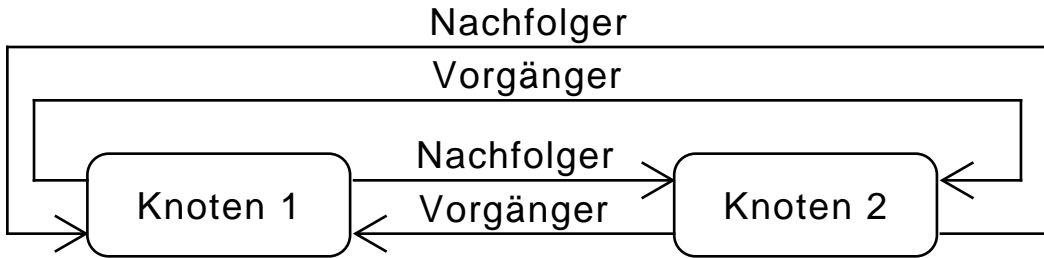 Nachfolger
Vorgänger
Nachfolger
Knoten 1
Vorgänger
Knoten 2